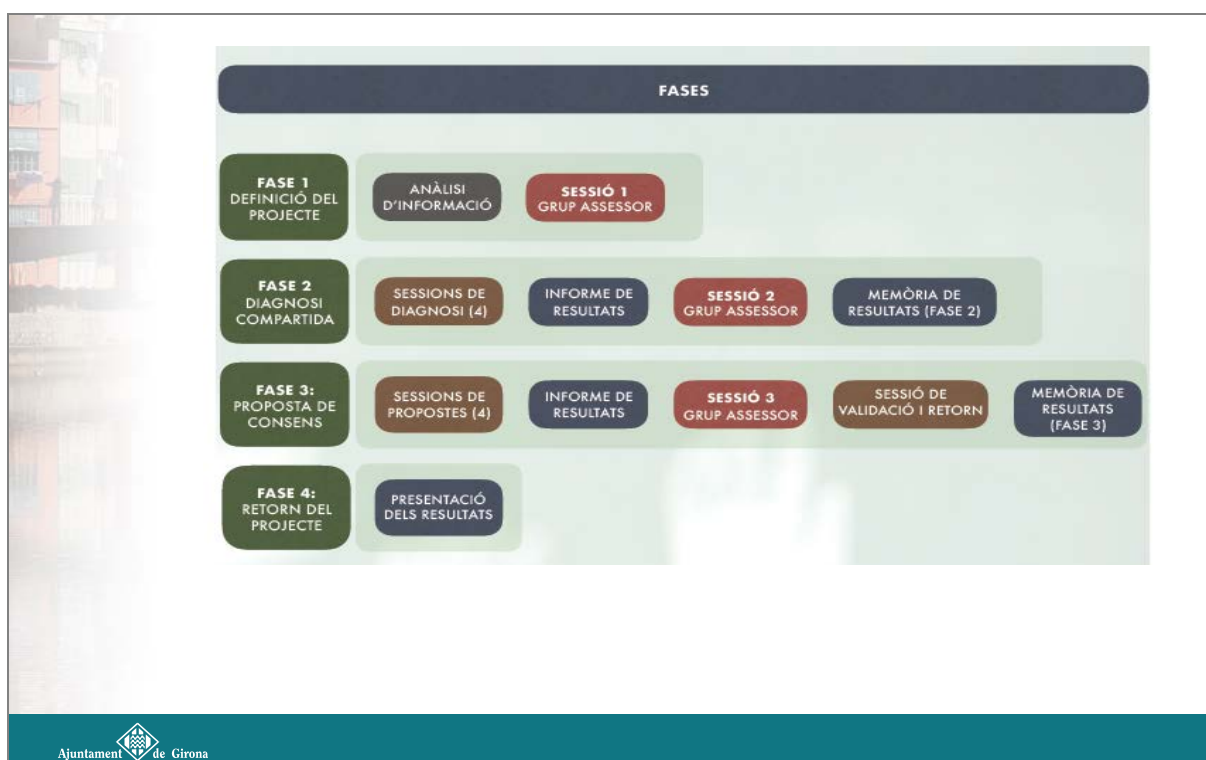 FASES
FASE 1
DEFINICIÓ DEL
PROJECTE
ANÀLISI
D'INFORMACIÓ
SESSIÓ 1
GRUP ASSESSOR
FASE 2
DIAGNOSI
COMPARTIDA
SESSIONS DE
DIAGNOSI (4)
INFORME DE
RESULTATS
SESSIÓ 2
GRUP ASSESSOR
MEMÒRIA DE
RESULTATS (FASE 2)
FASE 3:
PROPOSTA DE
CONSENS
SESSIONS DE
PROPOSTES (4)
INFORME DE
RESULTATS
SESSIÓ 3
GRUP ASSESSOR
SESSIÓ DE
VALIDACIÓ I RETORN
MEMÒRIA DE
RESULTATS
(FASE 3)
FASE 4:
RETORN DEL
PROJECTE
PRESENTACIÓ
DELS RESULTATS
Ajuntament de Girona